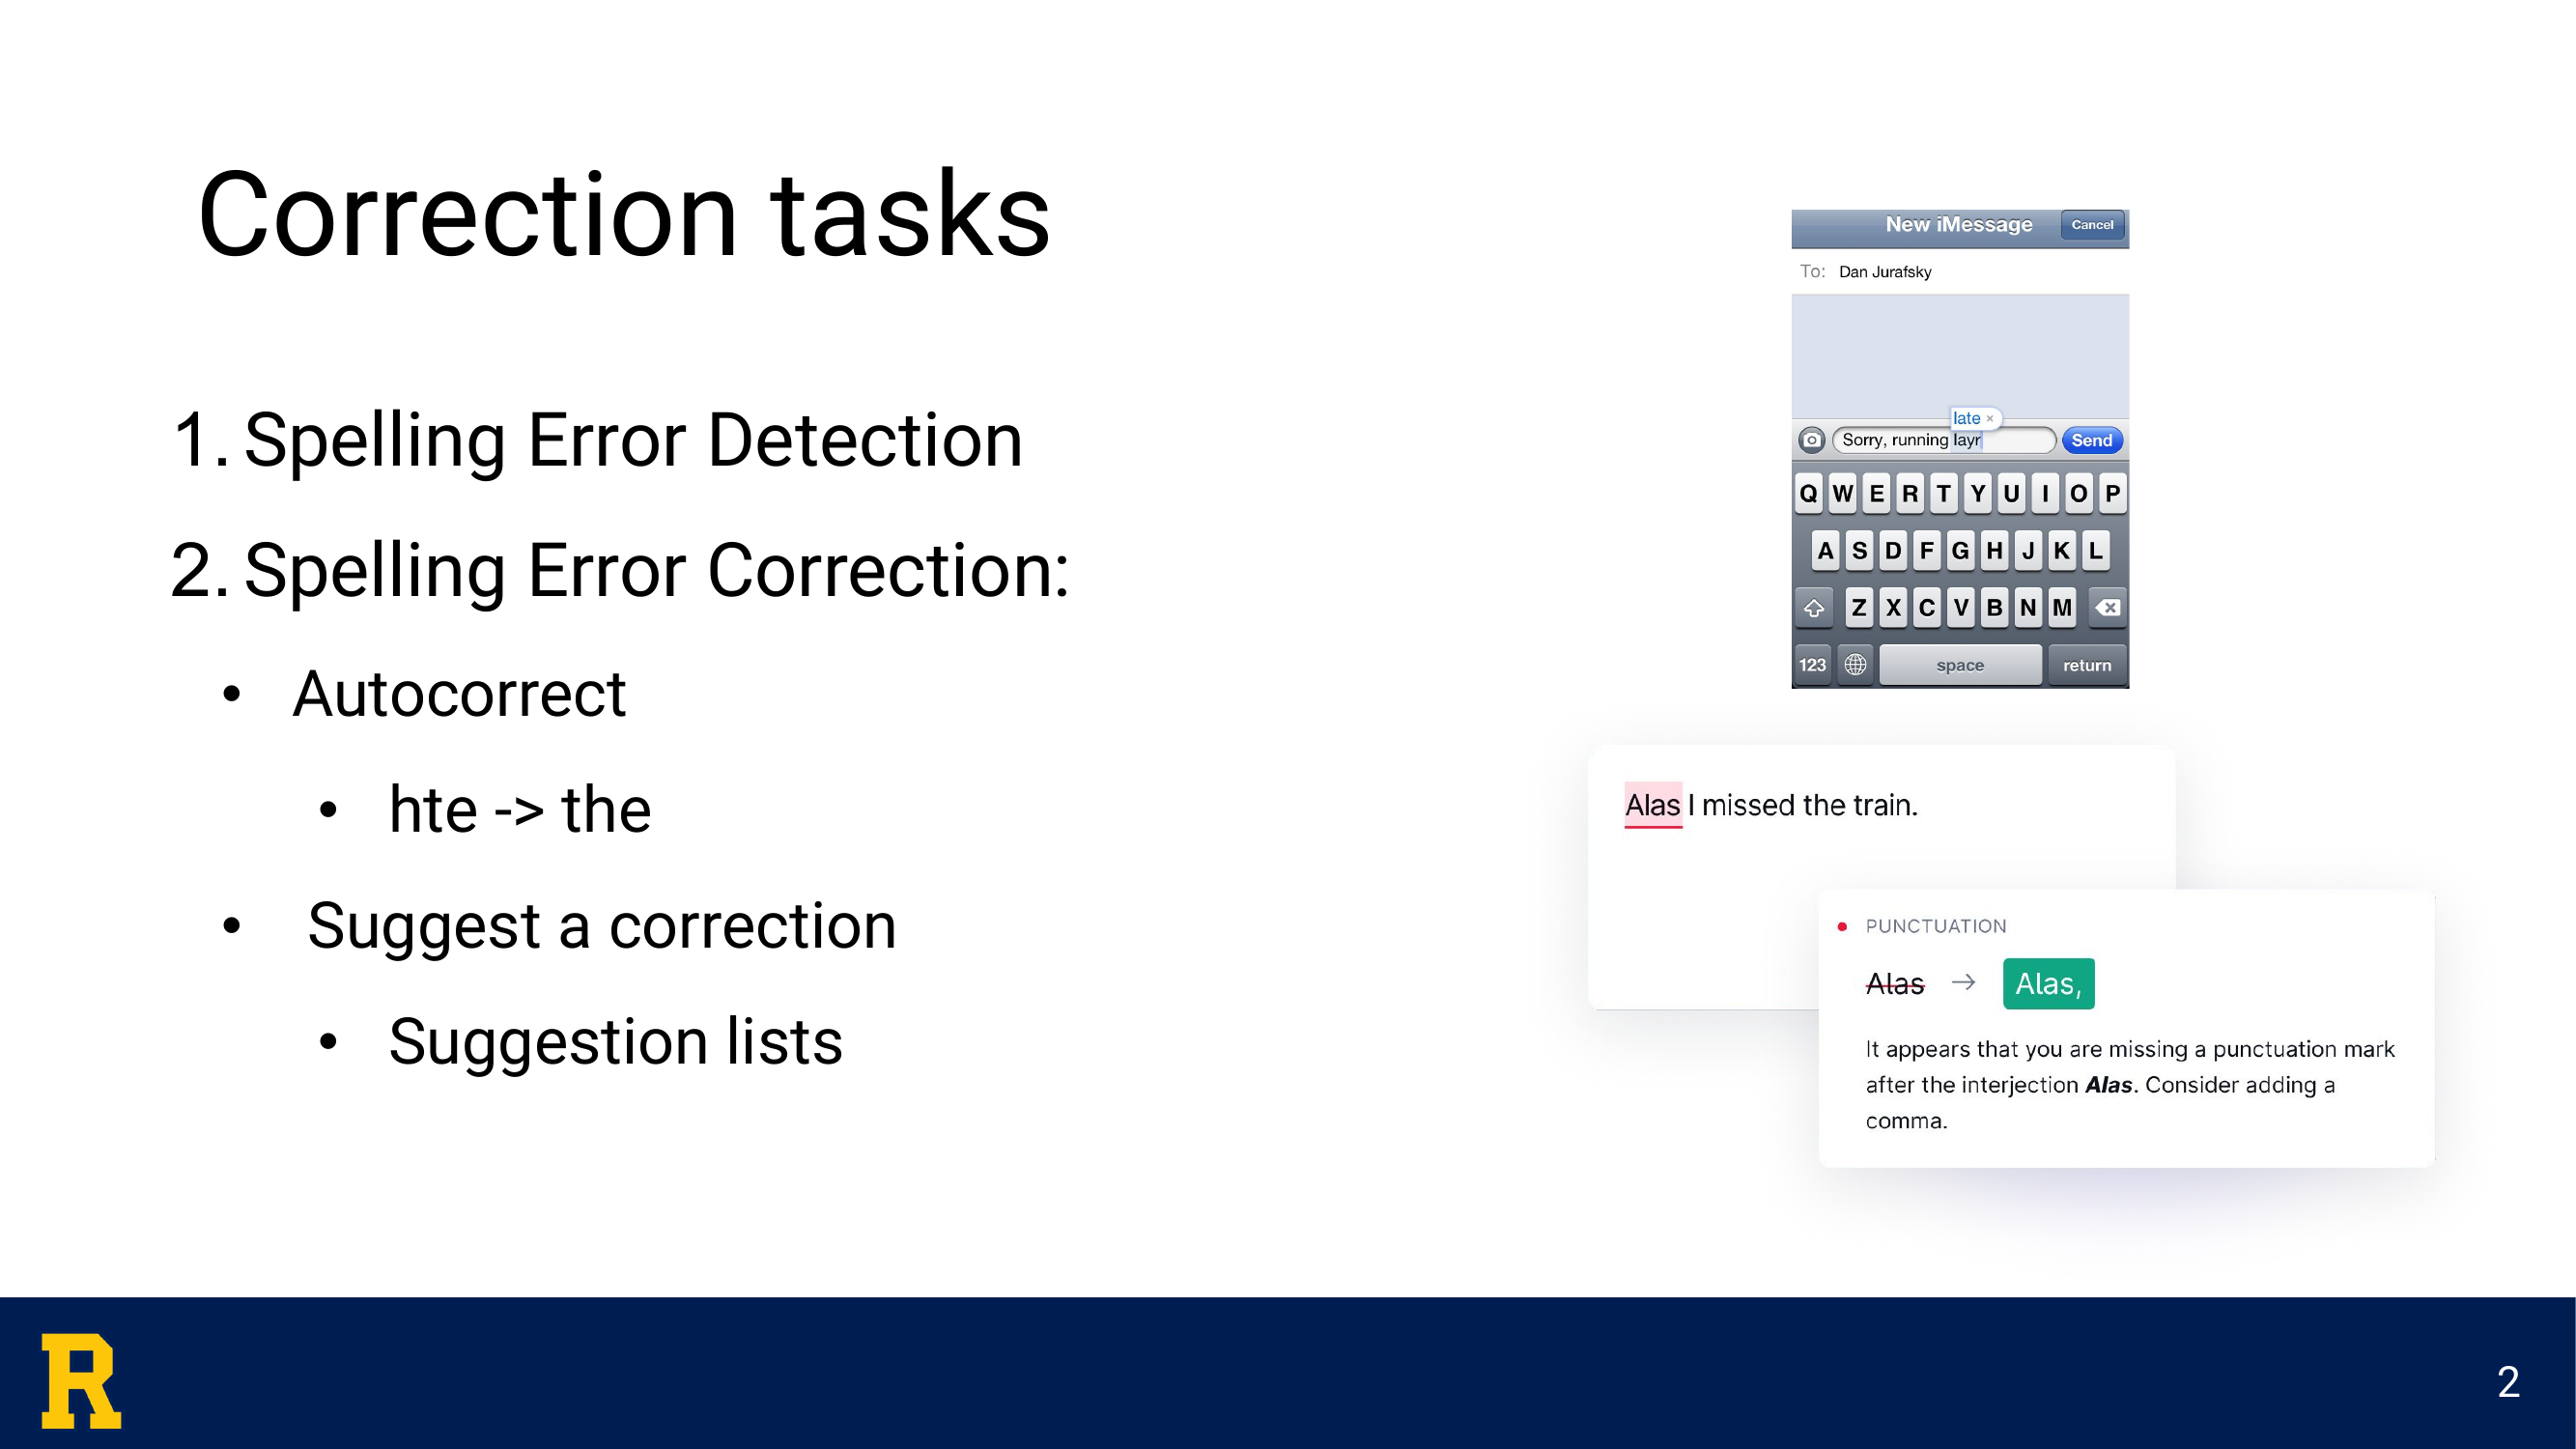 Correction tasks
1. Spelling Error Detection
2. Spelling Error Correction:
• Autocorrect
• hte -> the
• Suggest a correction
• Suggestion lists
New iMessage Cancel
To: Dan Jurafsky
late ×
Sorry, running layr Send
Q W E R T Y U I O P
A S D F G H J K L
Z X C V B N M
123 space return
Alas I missed the train.
• PUNCTUATION
Alas → Alas,
It appears that you are missing a punctuation mark
after the interjection Alas. Consider adding a
comma.
R
2